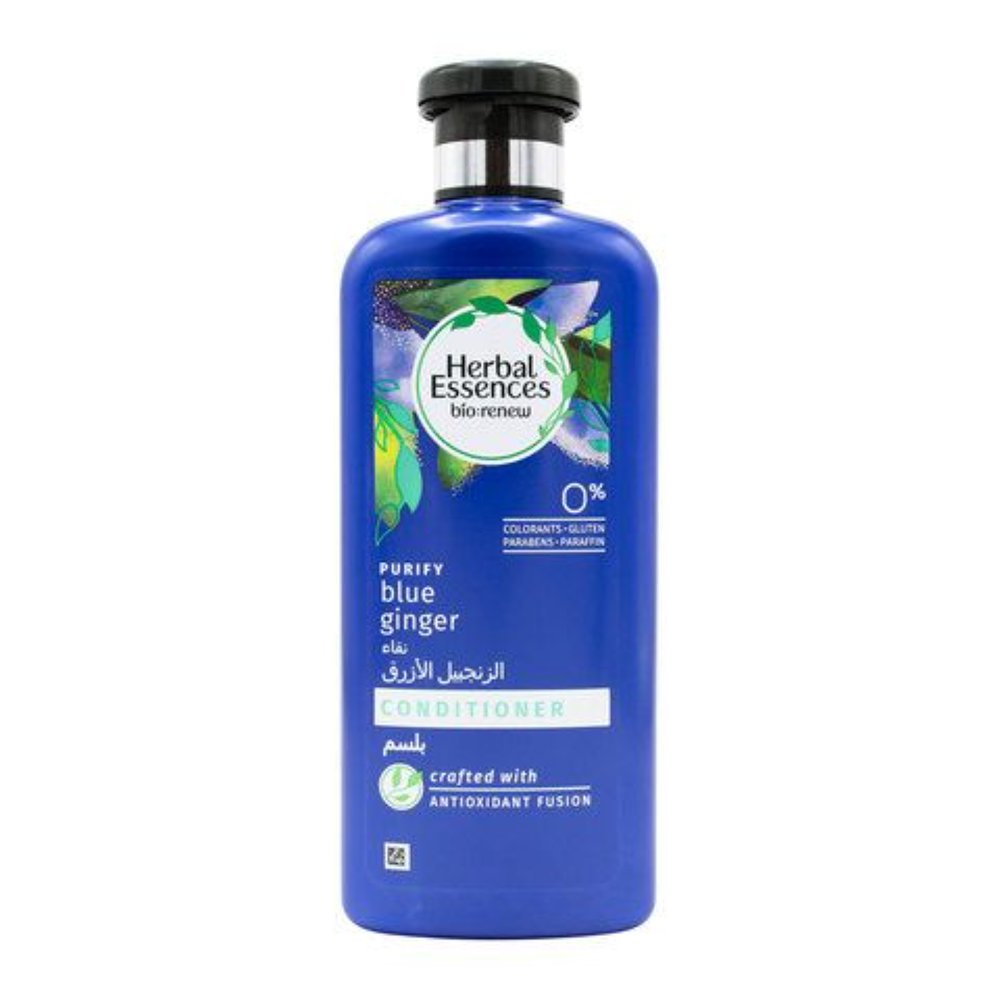 Herbal
Essences
bio:renew
0%
COLORANTS · GLUTEN
PARABENS · PARAFFIN
PURIFY
blue
ginger
نقاء
الزنجبيل الأزرق
CONDITIONER
بلسم
crafted with
ANTIOXIDANT FUSION